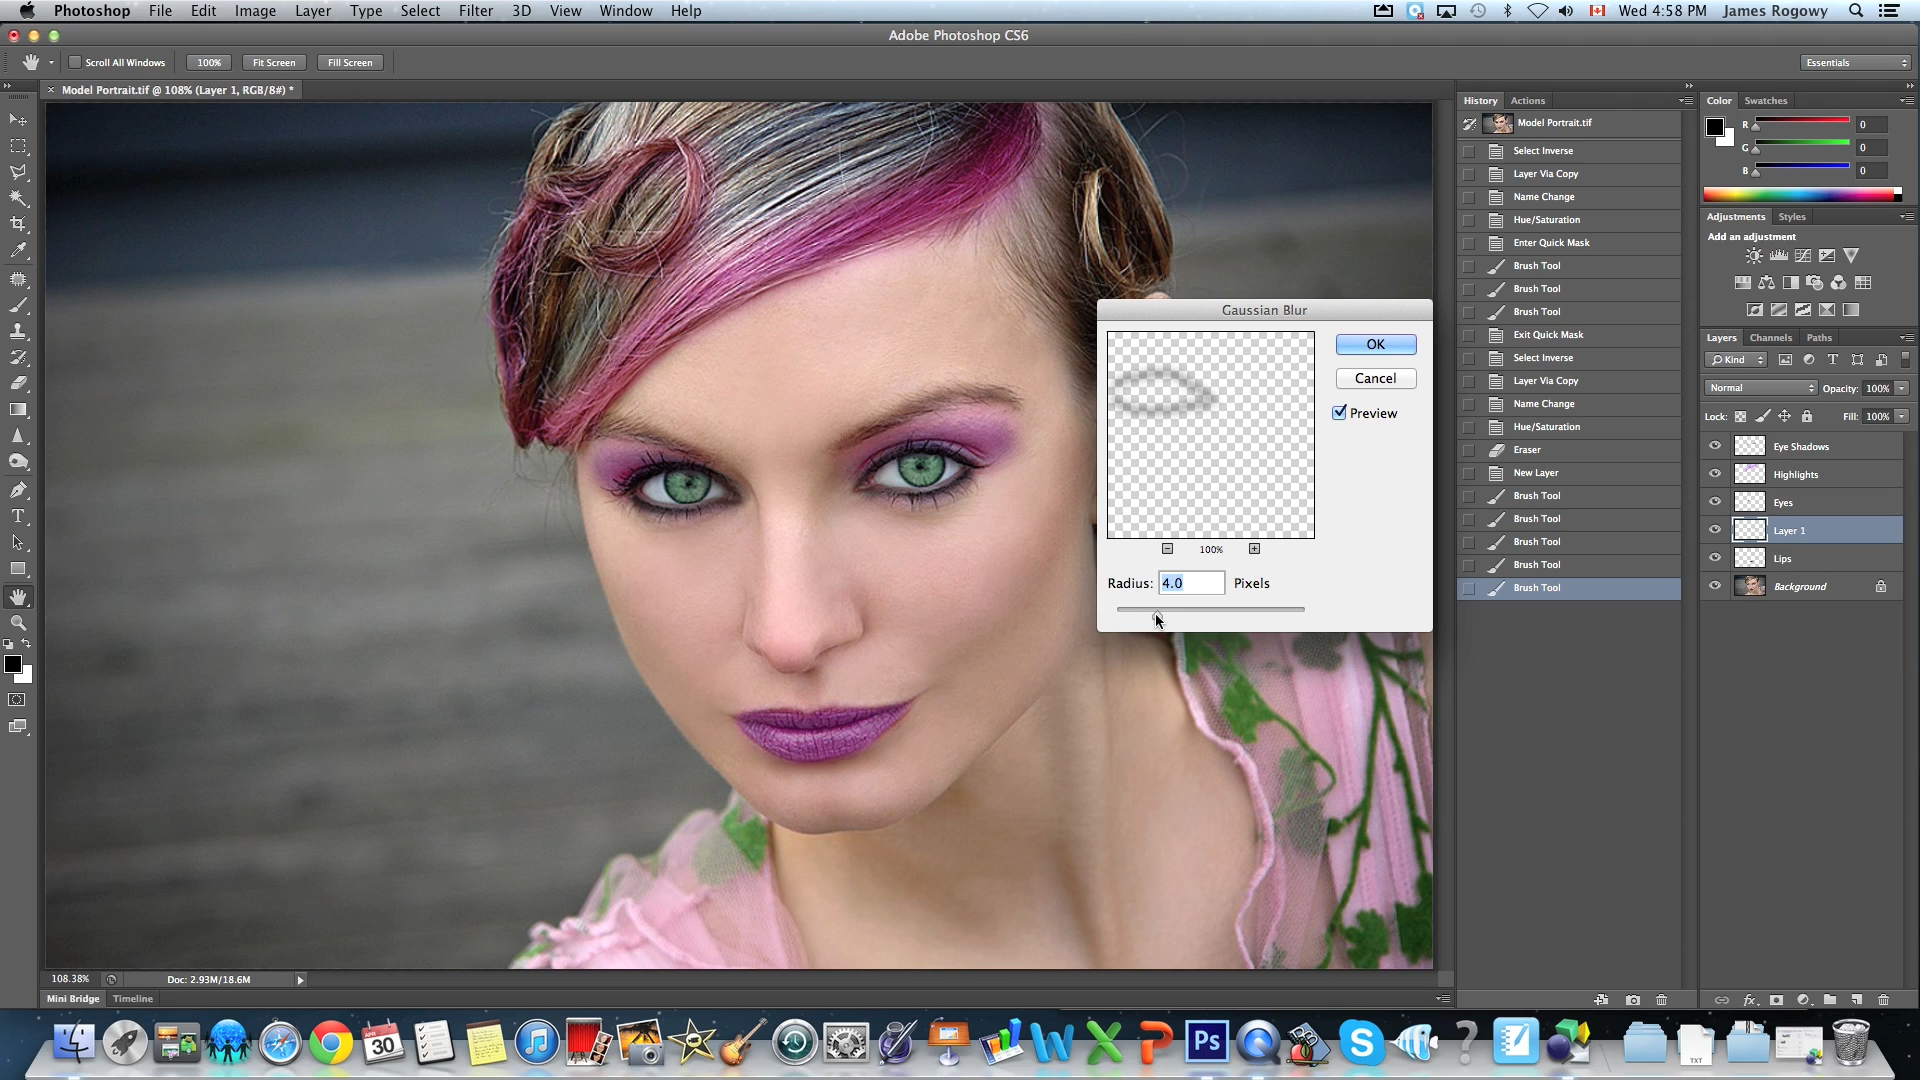 Photoshop File Edit Image Layer Type Select Filter 3D View Window Help Wed 4:58 PM James Rogowy
Adobe Photoshop CS6
Scroll All Windows 100% Fit Screen Fill Screen Essentials
× Model Portrait.tif @ 108% (Layer 1, RGB/8#) *
History Actions
Model Portrait.tif
Select Inverse
Layer Via Copy
Name Change
Hue/Saturation
Enter Quick Mask
Brush Tool
Brush Tool
Brush Tool
Exit Quick Mask
Select Inverse
Layer Via Copy
Name Change
Hue/Saturation
Eraser
New Layer
Brush Tool
Brush Tool
Brush Tool
Brush Tool
Brush Tool
Color Swatches
R 0
G 0
B 0
Adjustments Styles
Add an adjustment
Layers Channels Paths
Kind
Normal Opacity: 100%
Lock: Fill: 100%
Eye Shadows
Highlights
Eyes
Layer 1
Lips
Background
Gaussian Blur
OK
Cancel
Preview
100%
Radius: 4.0 Pixels
108.38% Doc: 2.93M/18.6M
Mini Bridge Timeline
fx
APR
30
W X P Ps S ? TXT